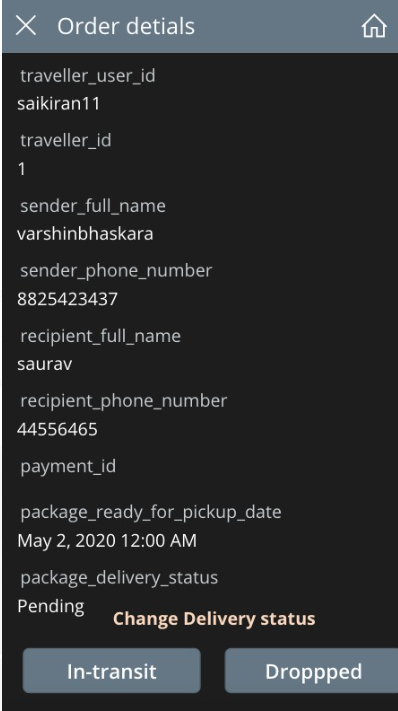 Order detials
traveller_user_id
saikiran11
traveller_id
1
sender_full_name
varshinbhaskara
sender_phone_number
8825423437
recipient_full_name
saurav
recipient_phone_number
44556465
payment_id
package_ready_for_pickup_date
May 2, 2020 12:00 AM
package_delivery_status
Pending
Change Delivery status
In-transit
Droppped